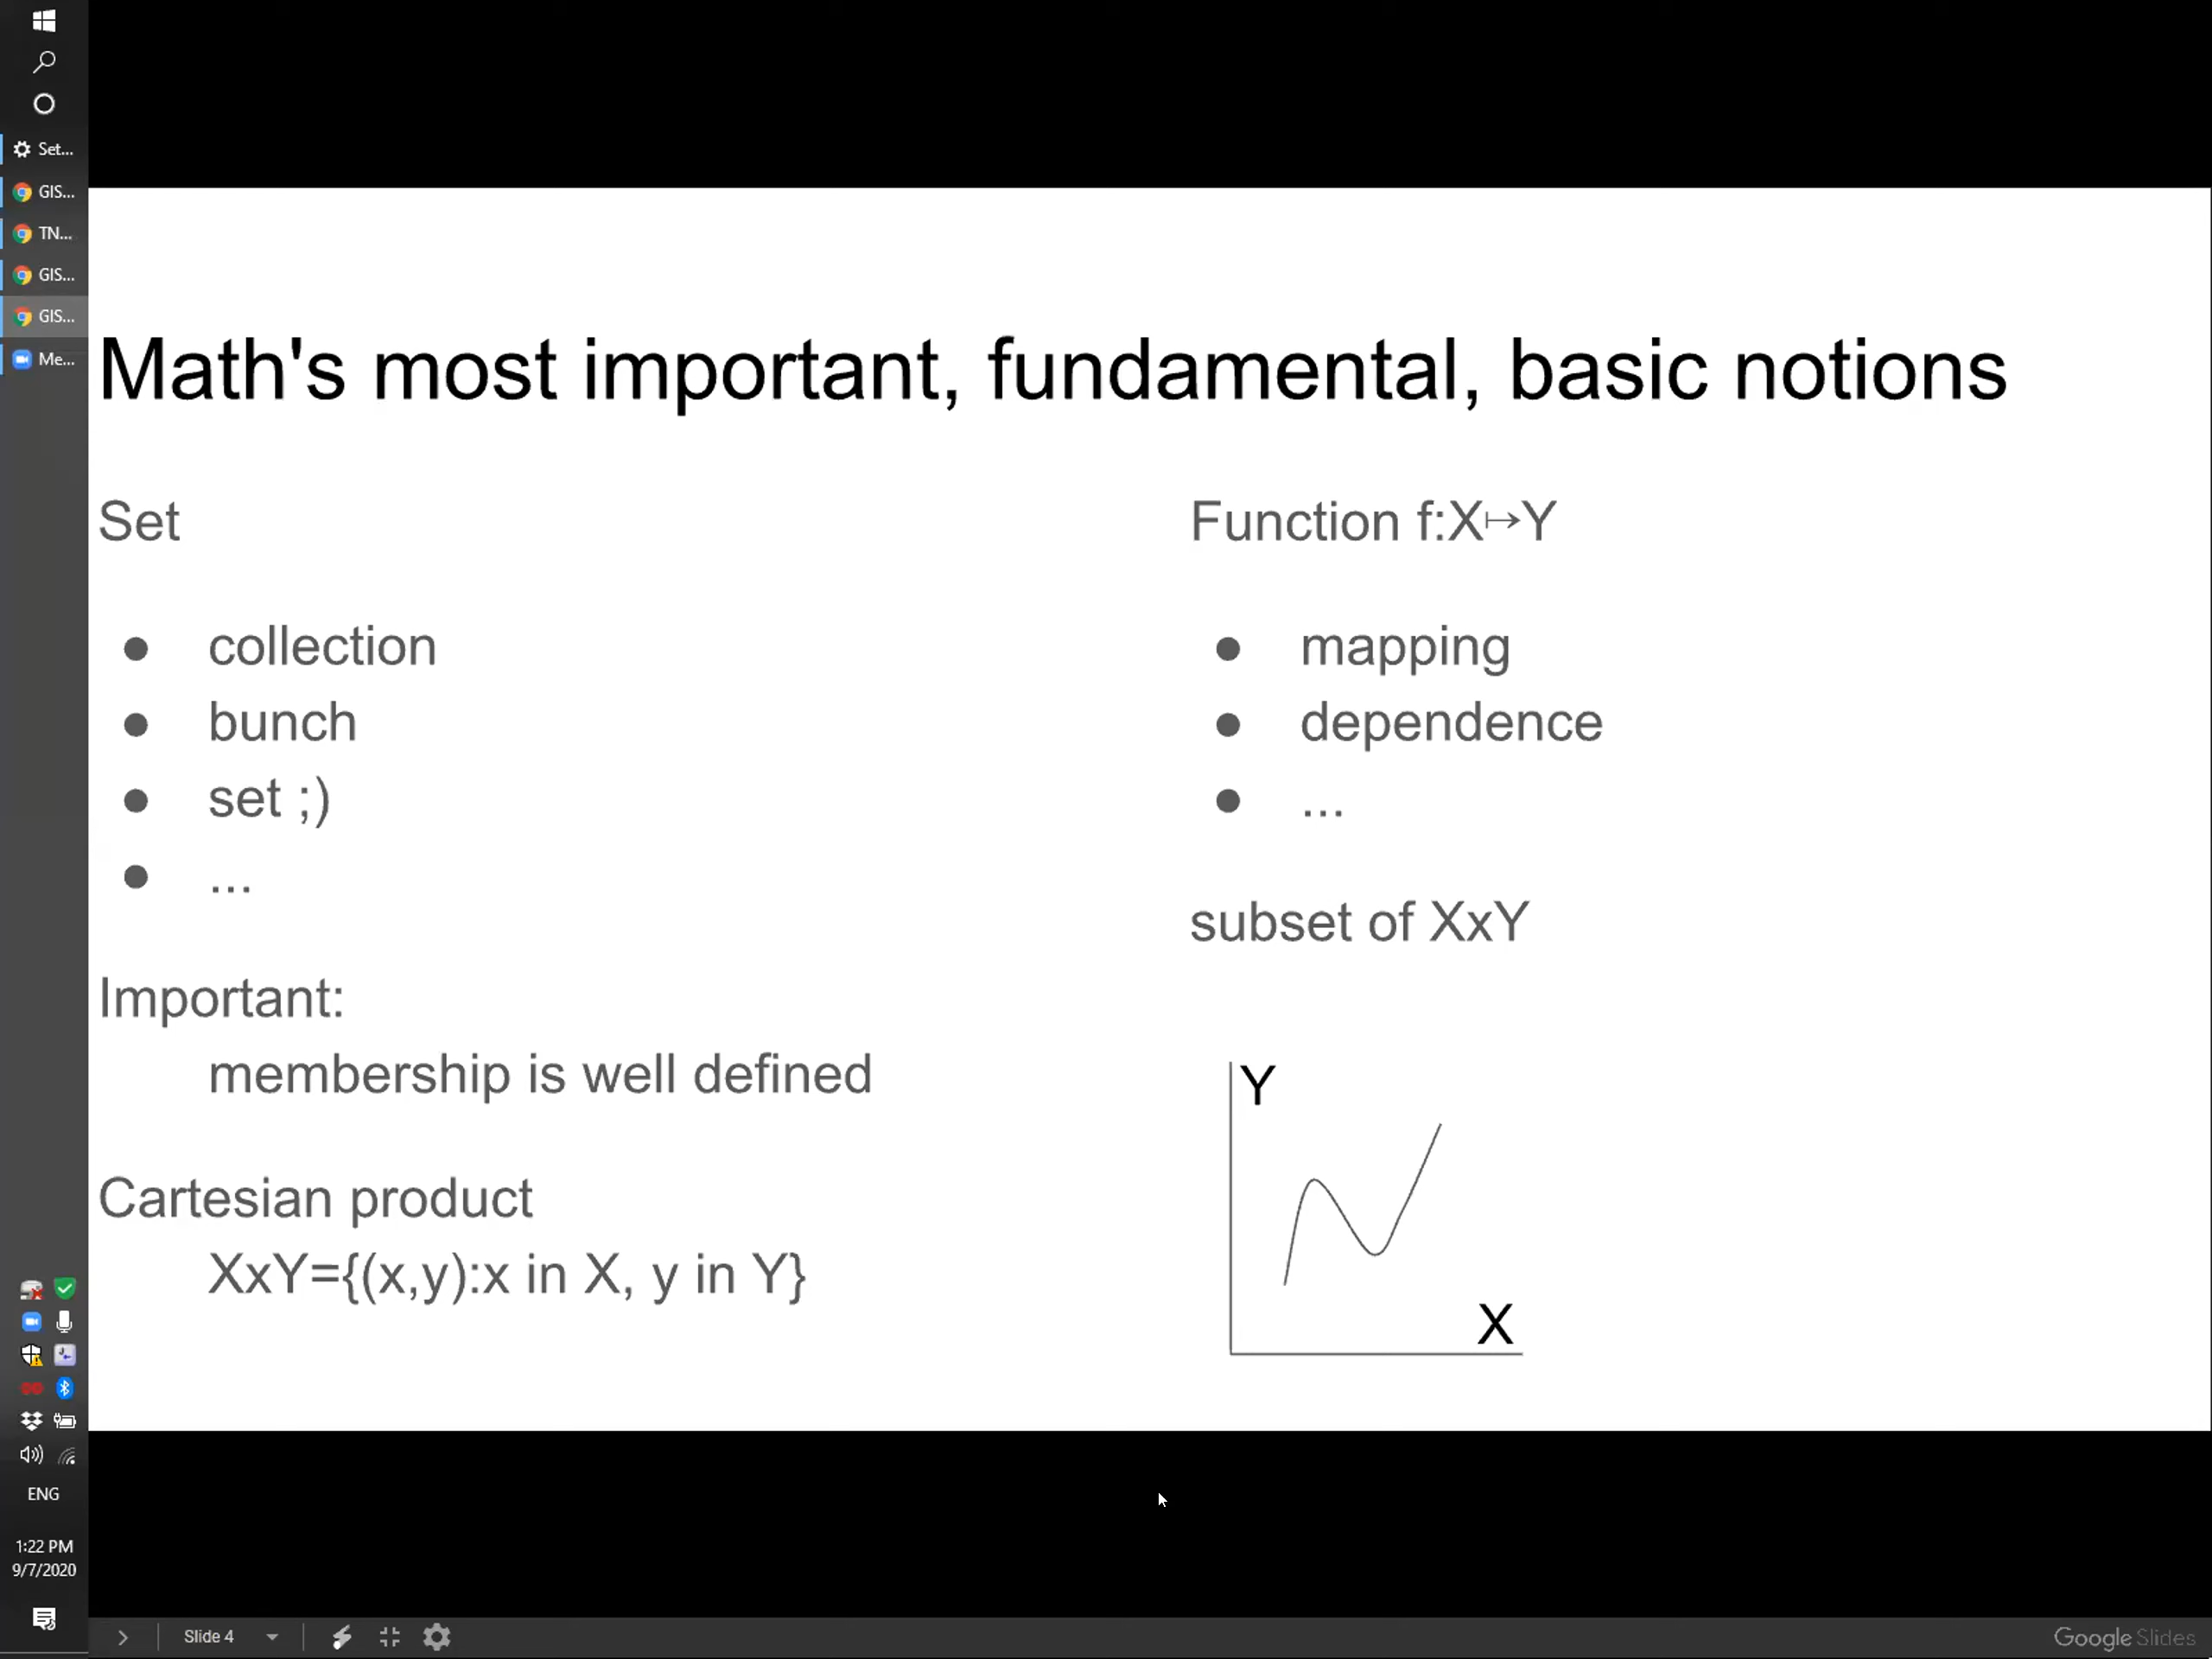 Set...
GIS...
TN...
GIS...
GIS...
Me...
Math's most important, fundamental, basic notions
Set
● collection
● bunch
● set ;)
● ...
Important:
membership is well defined
Cartesian product
XxY={(x,y):x in X, y in Y}
Function f:X↦Y
● mapping
● dependence
● ...
subset of XxY
Y
X
ENG
1:22 PM
9/7/2020
Slide 4
Google Slides